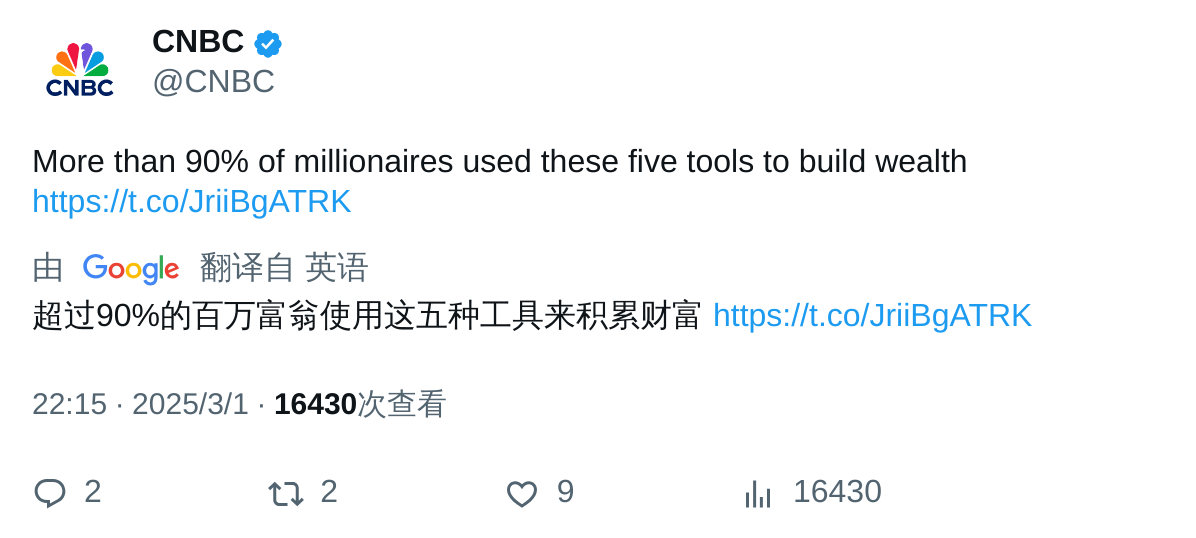 CNBC
CNBC
@CNBC
More than 90% of millionaires used these five tools to build wealth
https://t.co/JriiBgATRK
由 Google 翻译自 英语
超过90%的百万富翁使用这五种工具来积累财富 https://t.co/JriiBgATRK
22:15 · 2025/3/1 · 16430次查看
2 2 9 16430